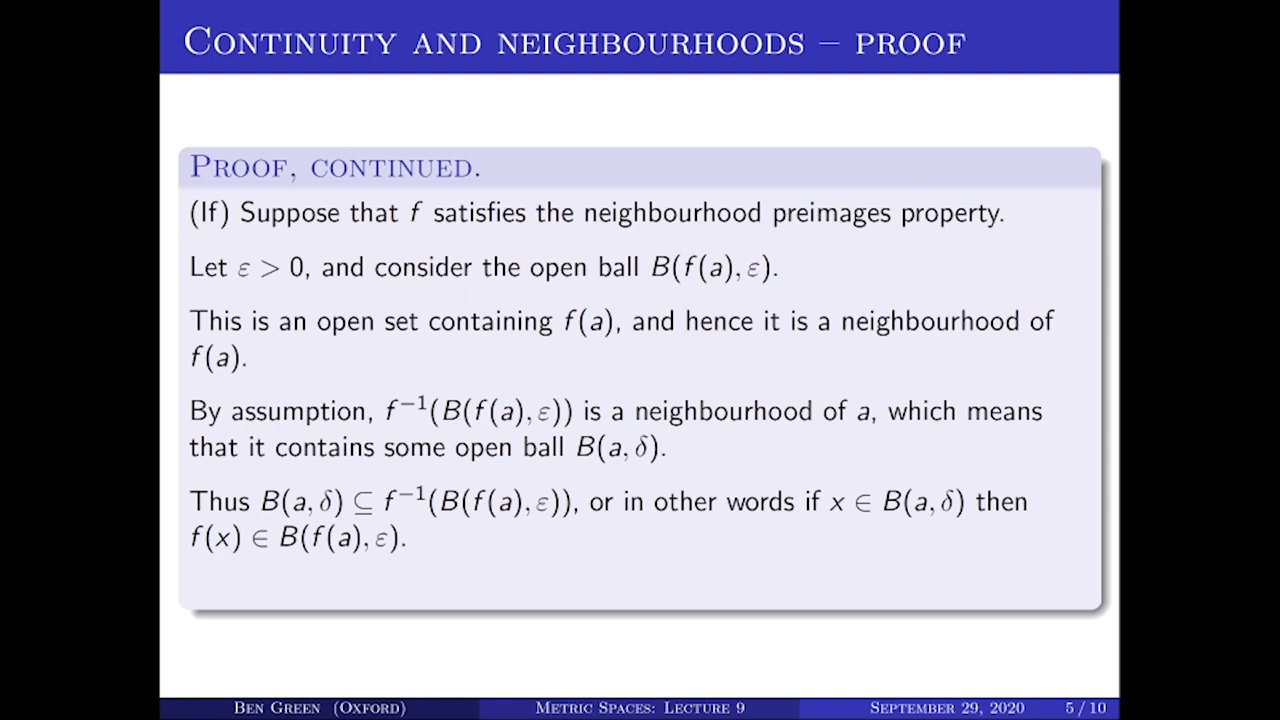 Continuity and neighbourhoods – proof
Proof, continued.
(If) Suppose that f satisfies the neighbourhood preimages property.
Let ε > 0, and consider the open ball B(f(a), ε).
This is an open set containing f(a), and hence it is a neighbourhood of
f(a).
By assumption, f⁻¹(B(f(a), ε)) is a neighbourhood of a, which means
that it contains some open ball B(a, δ).
Thus B(a, δ) ⊆ f⁻¹(B(f(a), ε)), or in other words if x ∈ B(a, δ) then
f(x) ∈ B(f(a), ε).
Ben Green (Oxford) Metric Spaces: Lecture 9 September 29, 2020 5 / 10